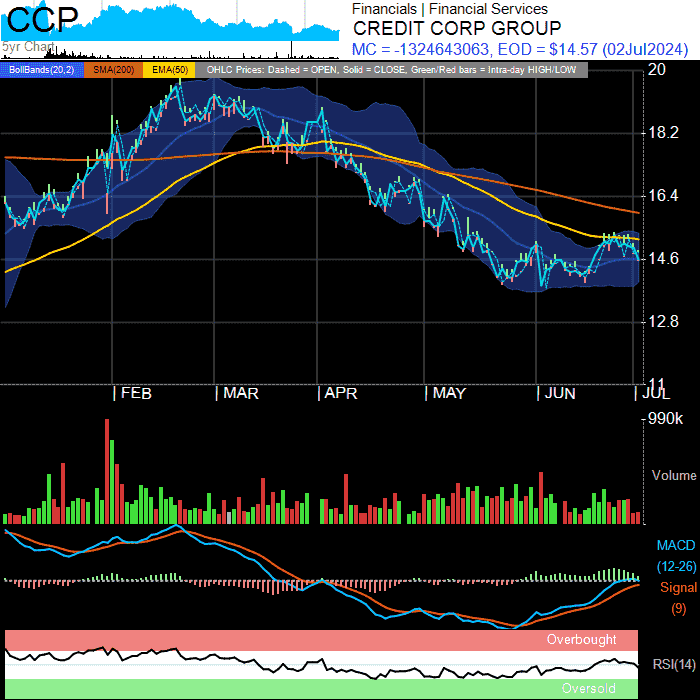 CCP
5yr Chart
Financials | Financial Services
CREDIT CORP GROUP
MC = -1324643063, EOD = $14.57 (02Jul2024)
BollBands(20,2) SMA(200) EMA(50) OHLC Prices: Dashed = OPEN, Solid = CLOSE, Green/Red bars = Intra-day HIGH/LOW
20
18.2
16.4
14.6
12.8
11
| FEB | MAR | APR | MAY | JUN | JUL
990k
Volume
MACD
(12-26)
Signal
(9)
Overbought
RSI(14)
Oversold